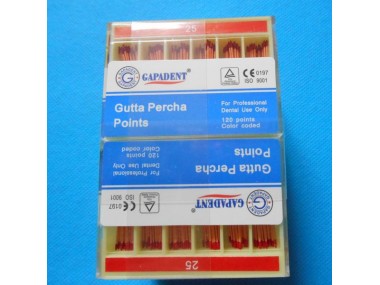 25
GAPADENT
CE 0197
ISO 9001
Gutta Percha
Points
For Professional
Dental Use Only
120 points
Color coded
Gutta Percha
Points
For Professional
Dental Use Only
120 points
Color coded
GAPADENT
CE 0197
ISO 9001
25